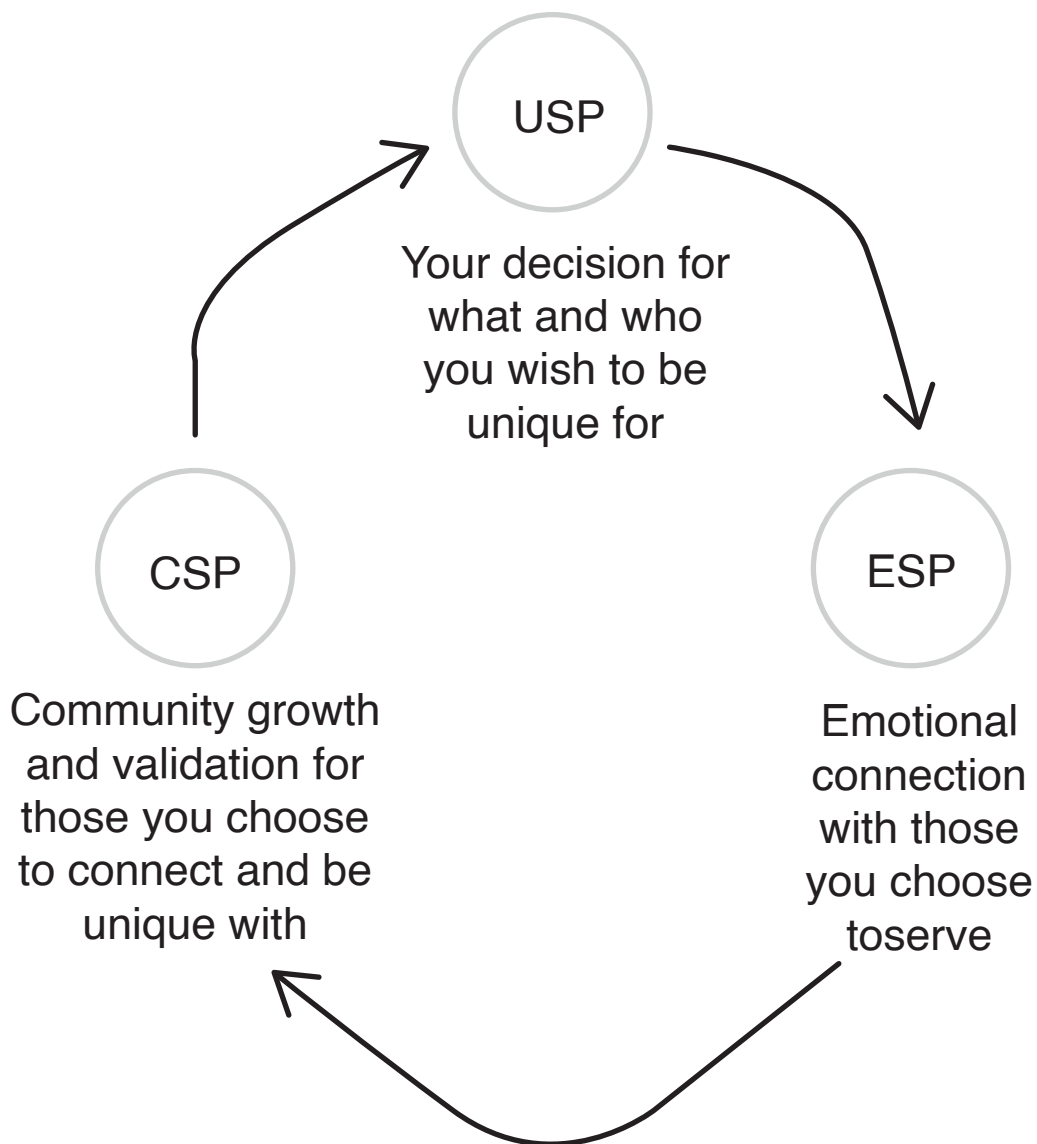 USP
Your decision for
what and who
you wish to be
unique for
CSP
ESP
Community growth
and validation for
those you choose
to connect and be
unique with
Emotional
connection
with those
you choose
toserve